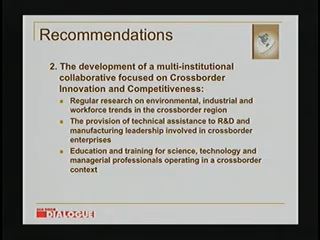 Recommendations
2. The development of a multi-institutional
collaborative focused on Crossborder
Innovation and Competitiveness:
Regular research on environmental, industrial and
workforce trends in the crossborder region
The provision of technical assistance to R&D and
manufacturing leadership involved in crossborder
enterprises
Education and training for science, technology and
managerial professionals operating in a crossborder
context
DIALOGUE